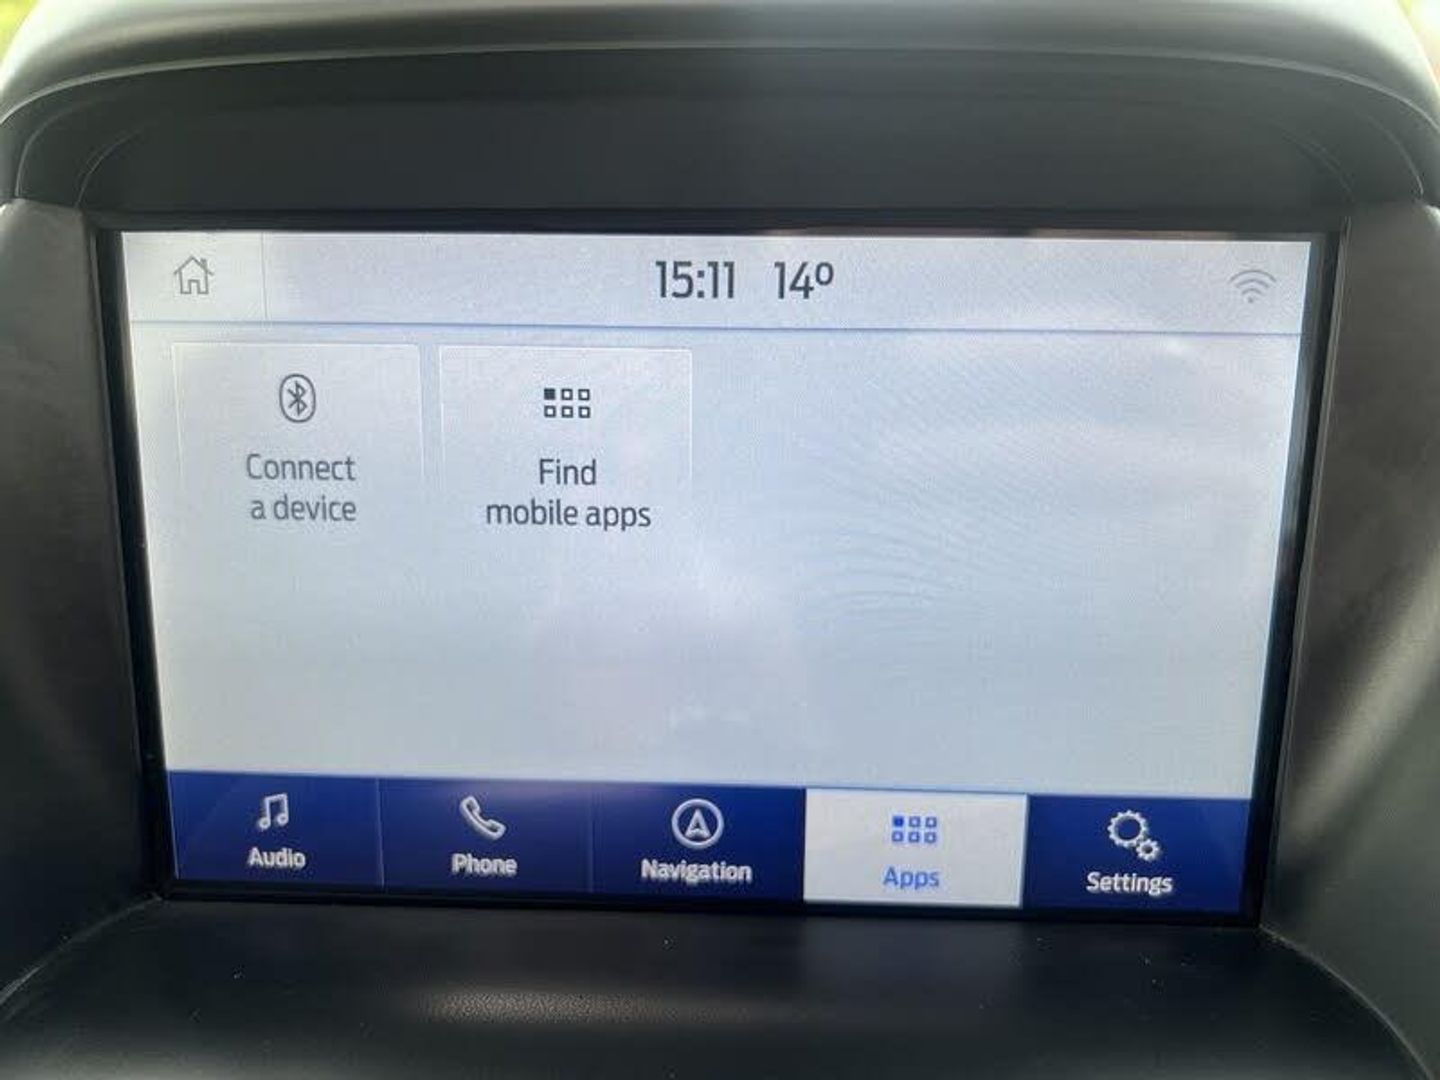 15:11 14º
Connect
a device
Find
mobile apps
Audio
Phone
Navigation
Apps
Settings